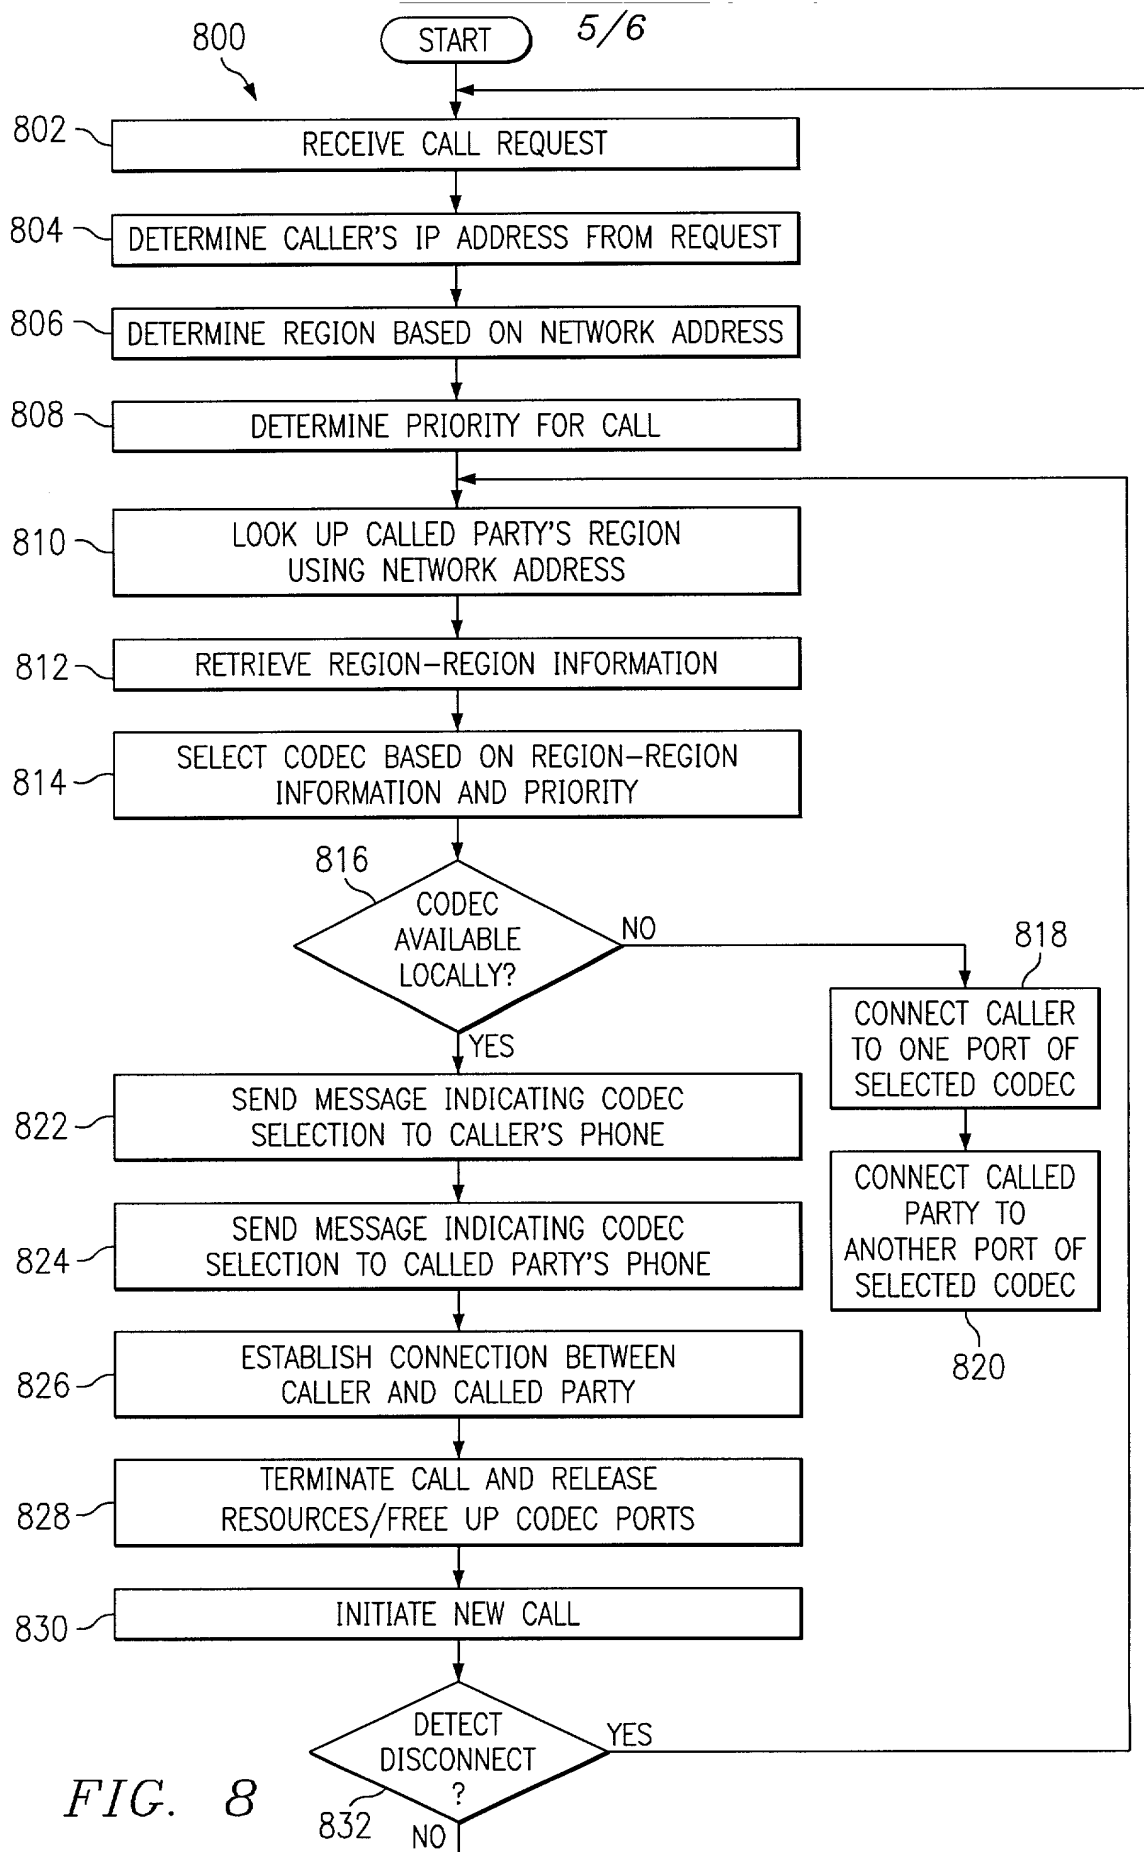 5/6
START
800
802
RECEIVE CALL REQUEST
804
DETERMINE CALLER'S IP ADDRESS FROM REQUEST
806
DETERMINE REGION BASED ON NETWORK ADDRESS
808
DETERMINE PRIORITY FOR CALL
810
LOOK UP CALLED PARTY'S REGION
USING NETWORK ADDRESS
812
RETRIEVE REGION–REGION INFORMATION
814
SELECT CODEC BASED ON REGION–REGION
INFORMATION AND PRIORITY
816
CODEC
AVAILABLE
LOCALLY?
NO
YES
818
CONNECT CALLER
TO ONE PORT OF
SELECTED CODEC
CONNECT CALLED
PARTY TO
ANOTHER PORT OF
SELECTED CODEC
820
822
SEND MESSAGE INDICATING CODEC
SELECTION TO CALLER'S PHONE
824
SEND MESSAGE INDICATING CODEC
SELECTION TO CALLED PARTY'S PHONE
826
ESTABLISH CONNECTION BETWEEN
CALLER AND CALLED PARTY
828
TERMINATE CALL AND RELEASE
RESOURCES/FREE UP CODEC PORTS
830
INITIATE NEW CALL
DETECT
DISCONNECT
?
YES
832
NO
FIG. 8